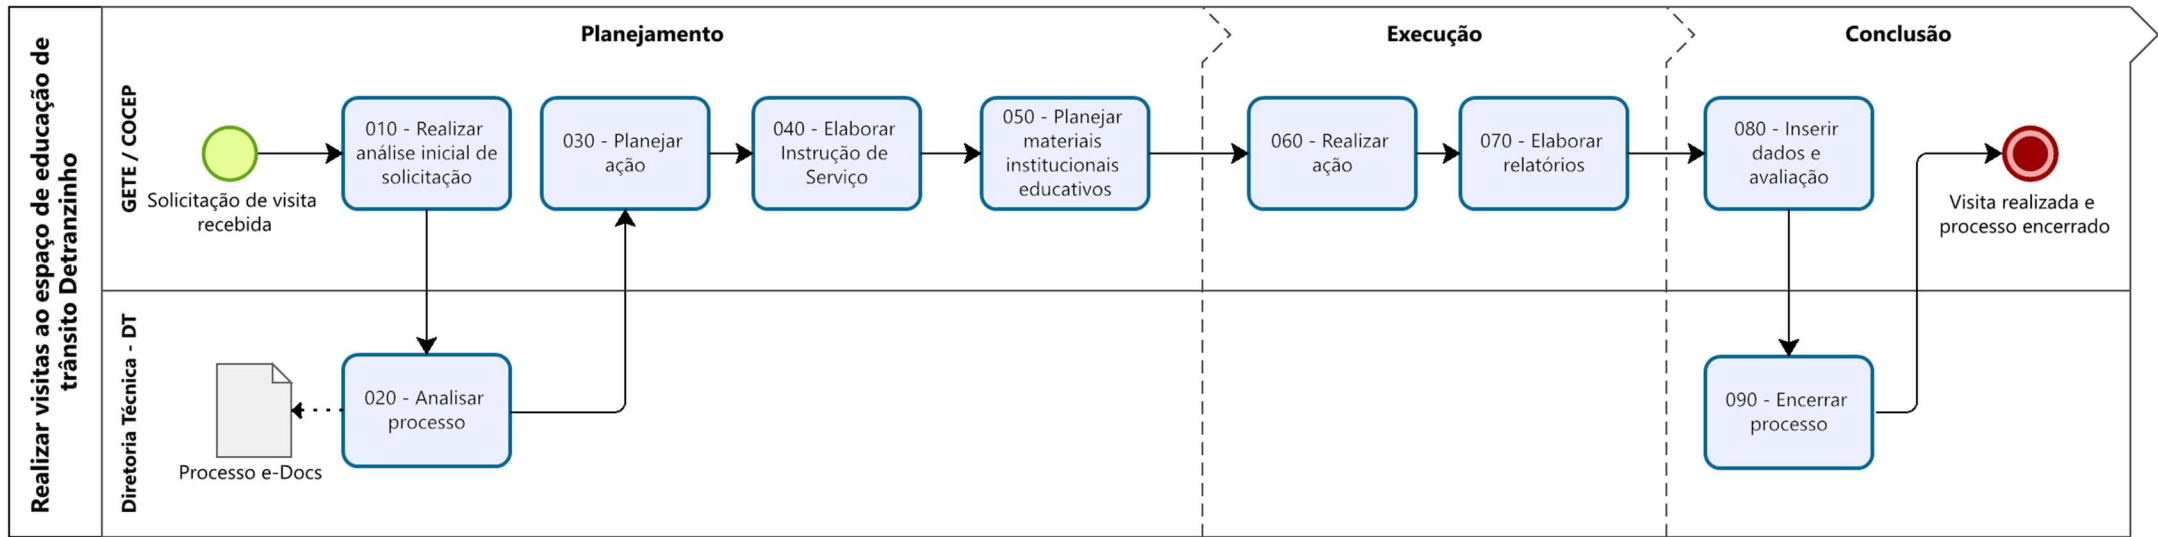 Realizar visitas ao espaço de educação de
trânsito Detranzinho
Planejamento
Execução
Conclusão
GETE / COCEP
Solicitação de visita
recebida
010 - Realizar
análise inicial de
solicitação
030 - Planejar
ação
040 - Elaborar
Instrução de
Serviço
050 - Planejar
materiais
institucionais
educativos
060 - Realizar
ação
070 - Elaborar
relatórios
080 - Inserir
dados e
avaliação
Visita realizada e
processo encerrado
Diretoria Técnica - DT
Processo e-Docs
020 - Analisar
processo
090 - Encerrar
processo